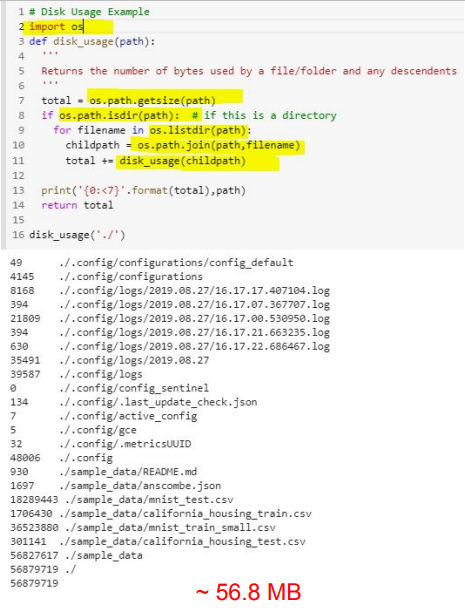 1 # Disk Usage Example
2 import os
3 def disk_usage(path):
4   '''
5   Returns the number of bytes used by a file/folder and any descendents
6   '''
7   total = os.path.getsize(path)
8   if os.path.isdir(path):  # if this is a directory
9     for filename in os.listdir(path):
10       childpath = os.path.join(path,filename)
11       total += disk_usage(childpath)
12
13   print('{0:<7}'.format(total),path)
14   return total
15
16 disk_usage('./')
49      ./.config/configurations/config_default
4145    ./.config/configurations
8168    ./.config/logs/2019.08.27/16.17.17.407104.log
394     ./.config/logs/2019.08.27/16.17.07.367707.log
21809   ./.config/logs/2019.08.27/16.17.00.530950.log
394     ./.config/logs/2019.08.27/16.17.21.663235.log
630     ./.config/logs/2019.08.27/16.17.22.686467.log
35491   ./.config/logs/2019.08.27
39587   ./.config/logs
0       ./.config/config_sentinel
134     ./.config/.last_update_check.json
7       ./.config/active_config
5       ./.config/gce
32      ./.config/.metricsUUID
48006   ./.config
930     ./sample_data/README.md
1697    ./sample_data/anscombe.json
18289443 ./sample_data/mnist_test.csv
1706430 ./sample_data/california_housing_train.csv
36523880 ./sample_data/mnist_train_small.csv
301141  ./sample_data/california_housing_test.csv
56827617 ./sample_data
56879719 ./
56879719
~ 56.8 MB